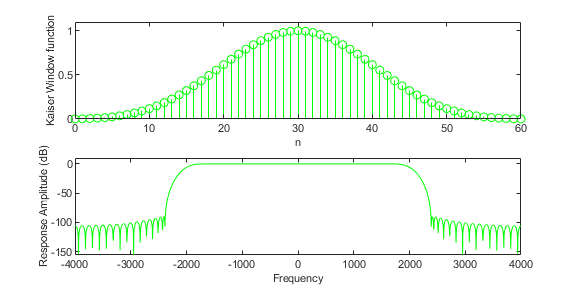 Kaiser Window function
1
0.5
0
0 10 20 30 40 50 60
n
Response Amplitude (dB)
0
-50
-100
-150
-4000 -3000 -2000 -1000 0 1000 2000 3000 4000
Frequency